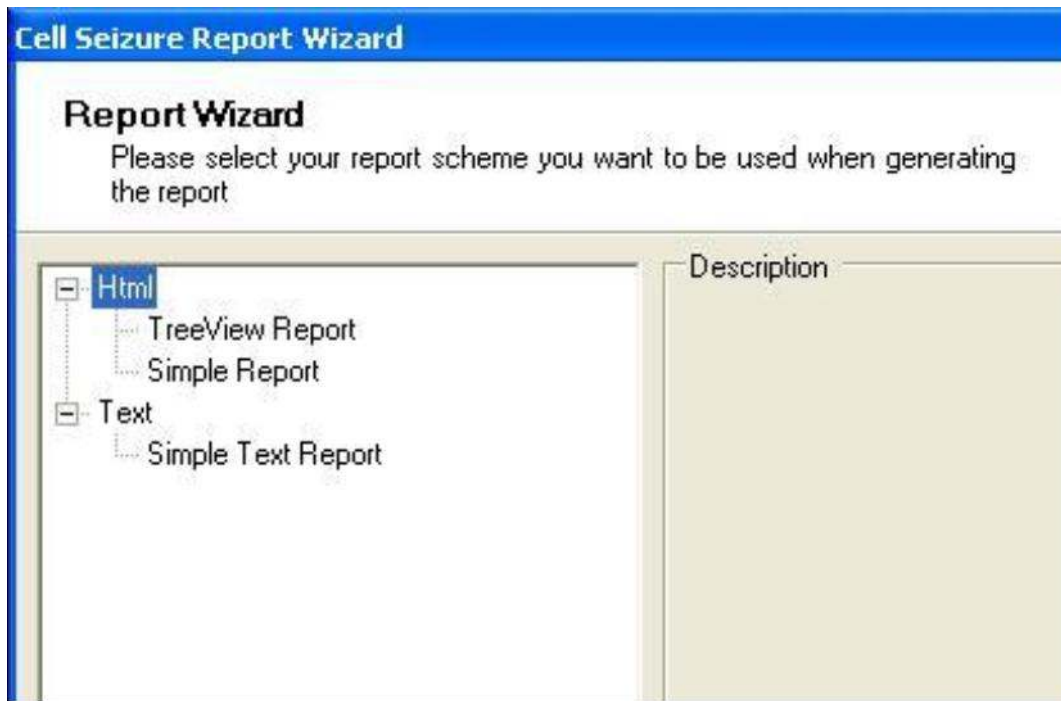 Cell Seizure Report Wizard
Report Wizard
Please select your report scheme you want to be used when generating
the report
Html
TreeView Report
Simple Report
Text
Simple Text Report
Description